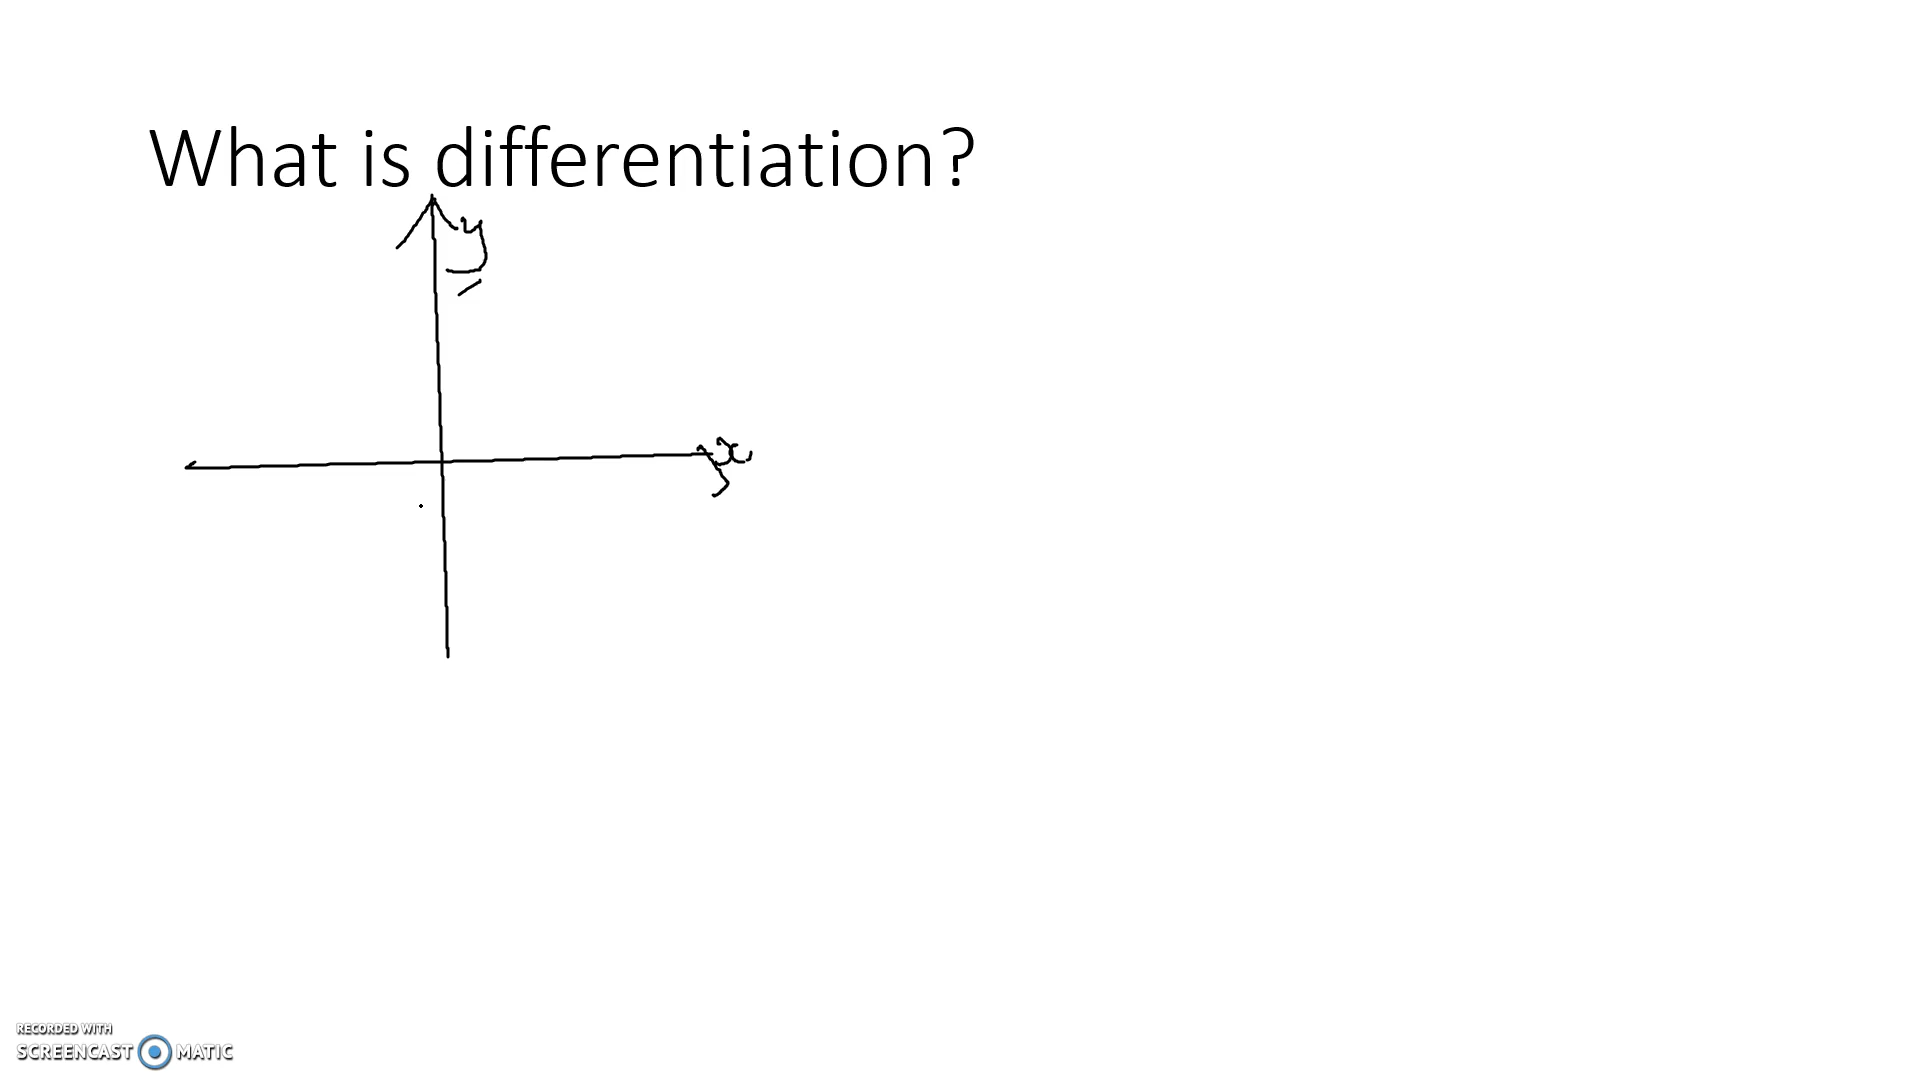 What is differentiation?
y
x
RECORDED WITH
SCREENCAST MATIC